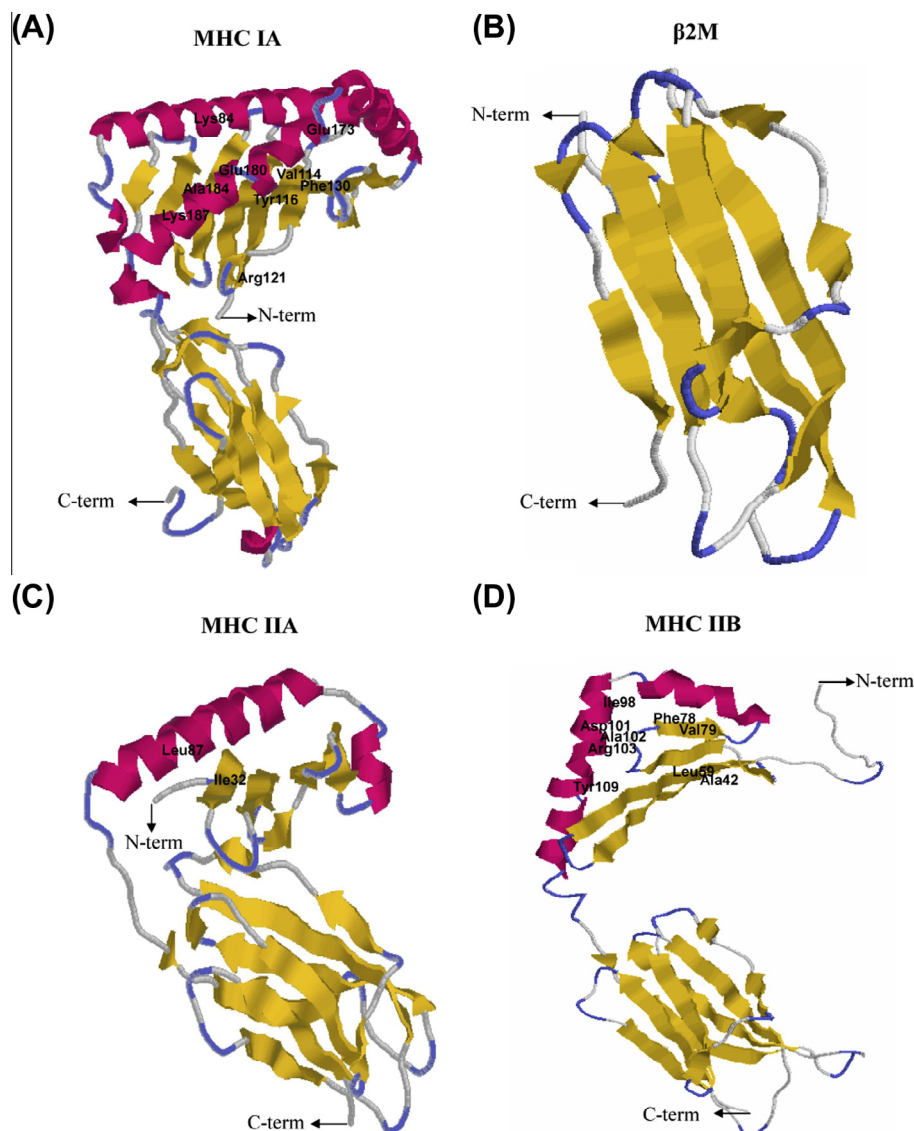 (A)
MHC IA
Lys84
Glu173
Glu180
Val114
Ala184
Phe130
Tyr116
Lys187
Arg121
N-term
C-term
(B)
β2M
N-term
C-term
(C)
MHC IIA
Leu87
Ile32
N-term
C-term
(D)
MHC IIB
N-term
Ile98
Phe78
Asp101
Val79
Ala102
Arg103
Leu59
Ala42
Tyr109
C-term